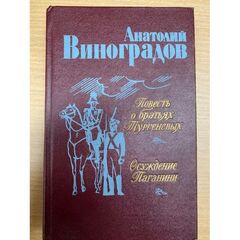 Анатолий
Виноградов
Повесть
о братьях
Тургеневых
Осуждение
Паганини